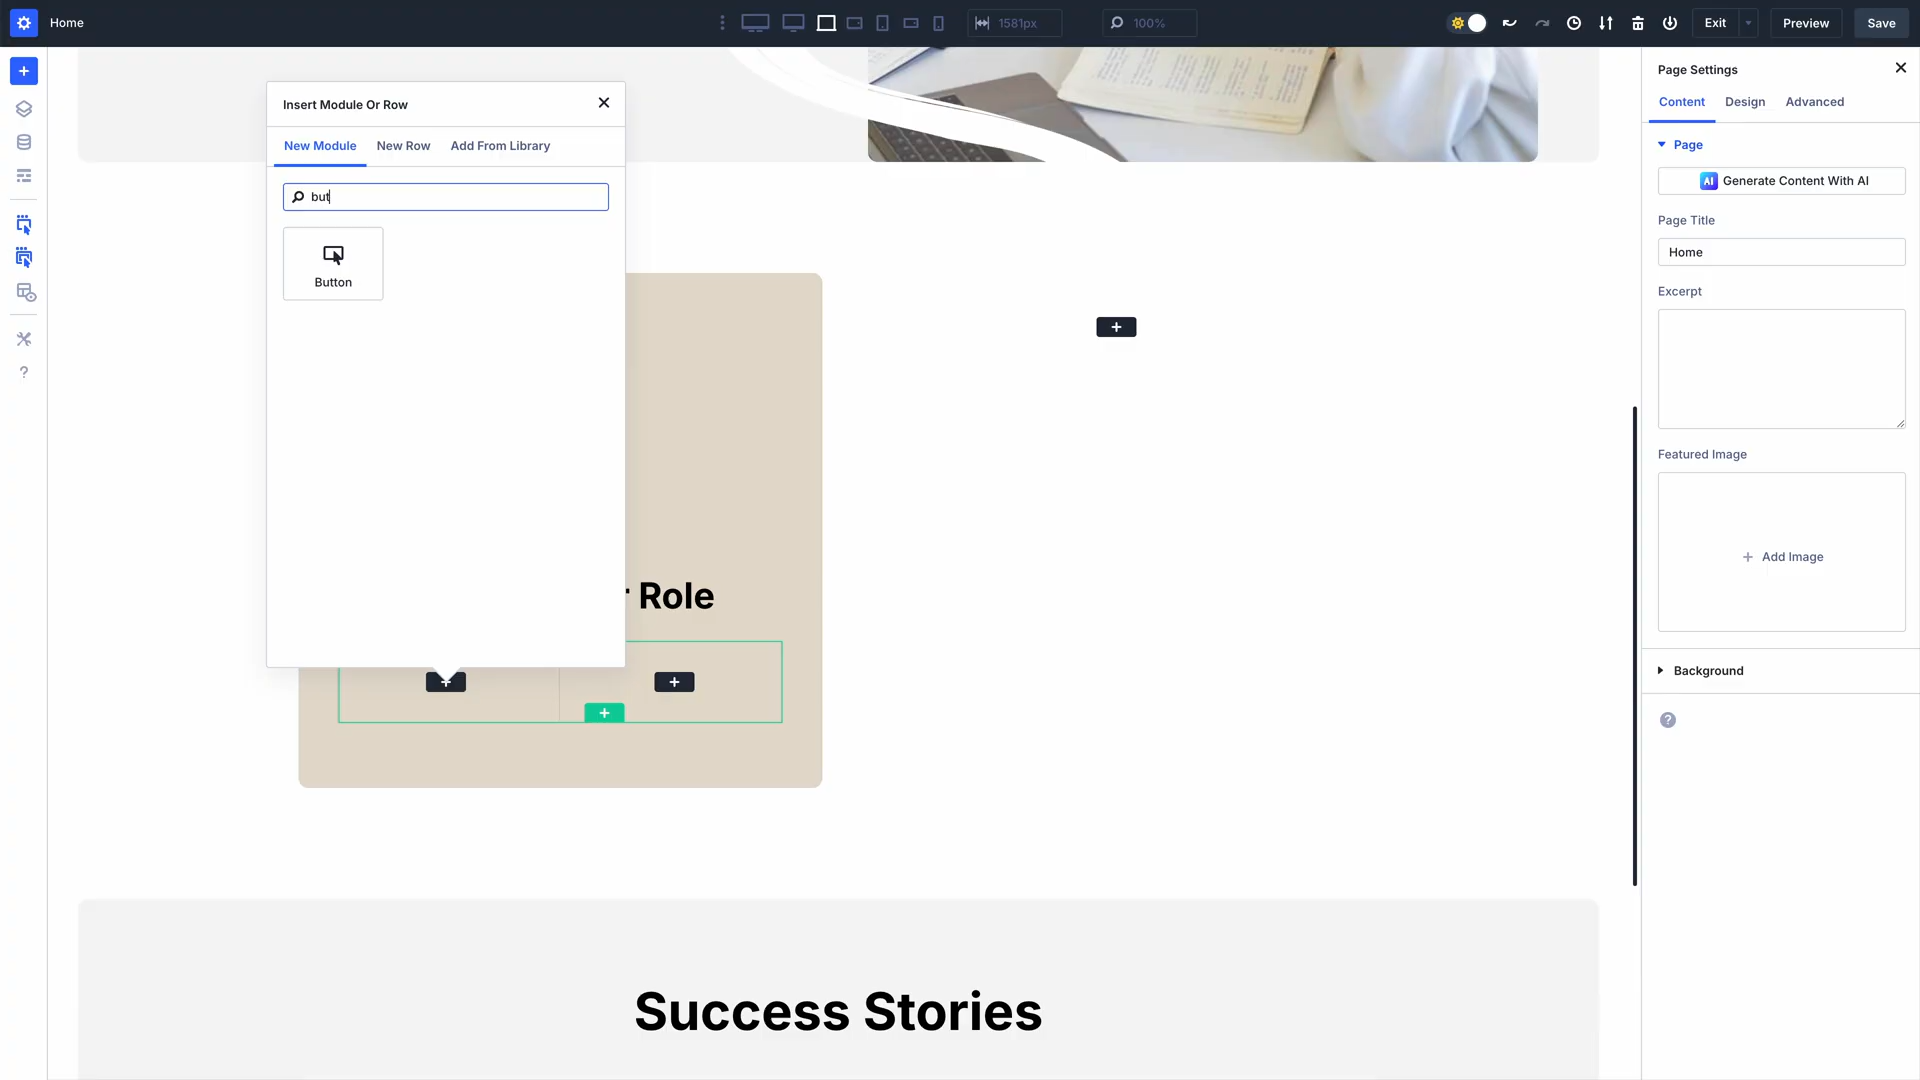 Home
1581px
100%
Exit
Preview
Save
Insert Module Or Row
New Module
New Row
Add From Library
but
Button
Role
Success Stories
Page Settings
Content
Design
Advanced
Page
AI Generate Content With AI
Page Title
Home
Excerpt
Featured Image
+ Add Image
Background